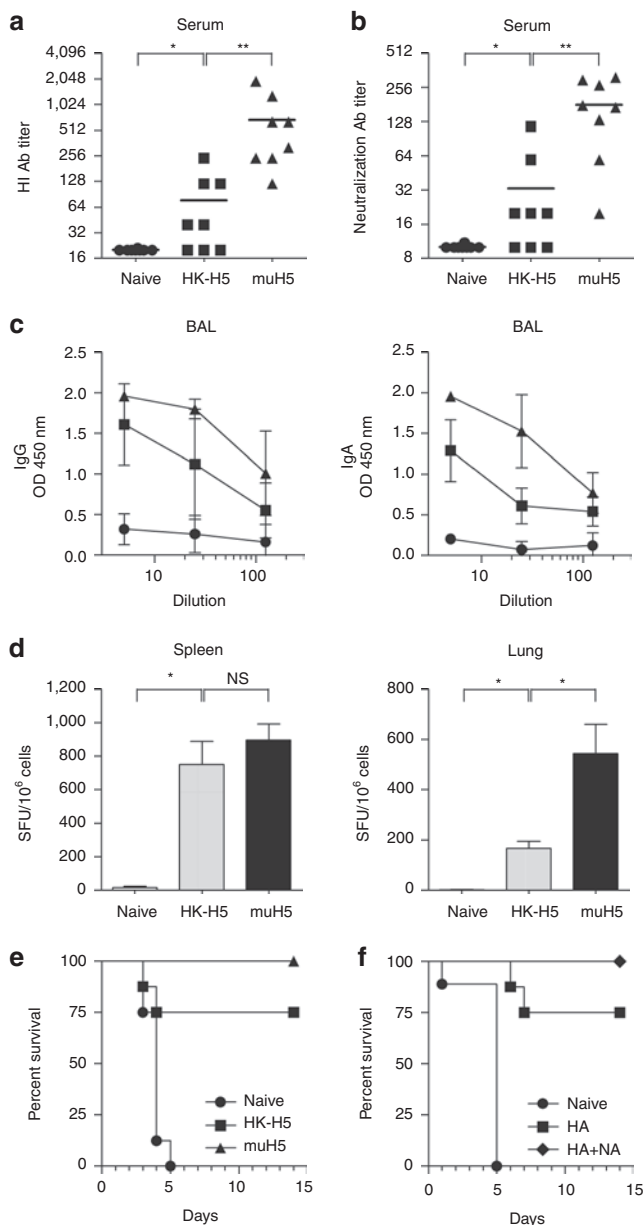 a
Serum
*
**
HI Ab titer
4,096
2,048
1,024
512
256
128
64
32
16
Naive
HK-H5
muH5
b
Serum
*
**
Neutralization Ab titer
512
256
128
64
32
16
8
Naive
HK-H5
muH5
c
BAL
IgG
OD 450 nm
2.5
2.0
1.5
1.0
0.5
0.0
10
100
Dilution
BAL
IgA
OD 450 nm
2.5
2.0
1.5
1.0
0.5
0.0
10
100
Dilution
d
Spleen
*
NS
SFU/10⁶ cells
1,200
1,000
800
600
400
200
0
Naive
HK-H5
muH5
Lung
*
*
SFU/10⁶ cells
800
600
400
200
0
Naive
HK-H5
muH5
e
Percent survival
100
75
50
25
0
Naive
HK-H5
muH5
0
5
10
15
Days
f
Percent survival
100
75
50
25
0
Naive
HA
HA+NA
0
5
10
15
Days